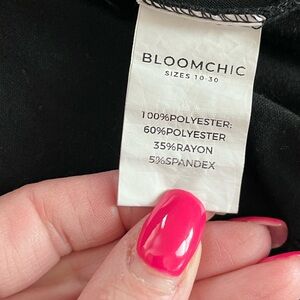 BLOOMCHIC
SIZES 10-30
100%POLYESTER:
60%POLYESTER
35%RAYON
5%SPANDEX